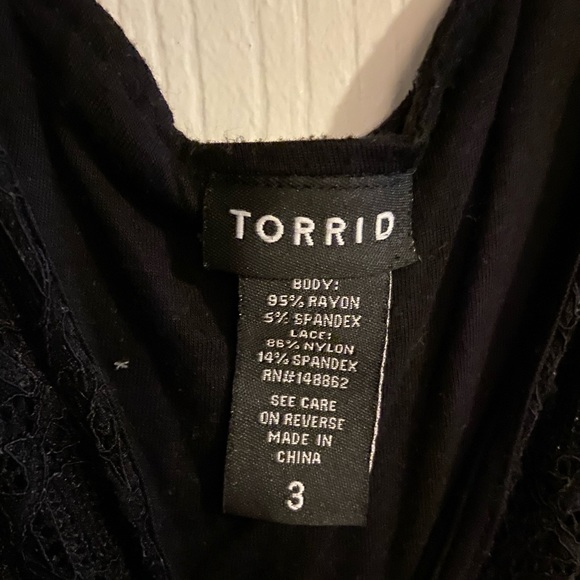 TORRID
BODY:
95% RAYON
5% SPANDEX
LACE:
86% NYLON
14% SPANDEX
RN#148862
SEE CARE
ON REVERSE
MADE IN
CHINA
3